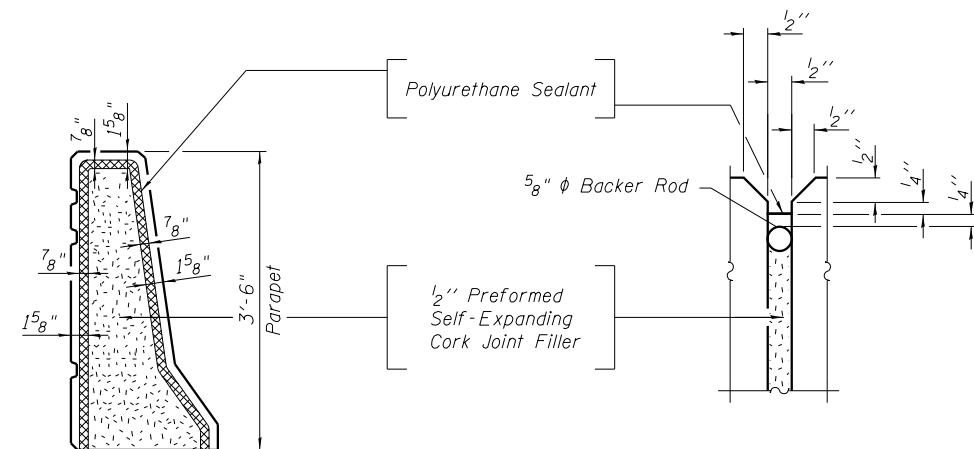 1/2"
Polyurethane Sealant
1/2"
1/2"
7/8"
1 5/8"
1/2"
1/4"
1/4"
5/8" ϕ Backer Rod
7/8"
7/8"
1 5/8"
1 5/8"
3'-6"
Parapet
1/2" Preformed
Self-Expanding
Cork Joint Filler